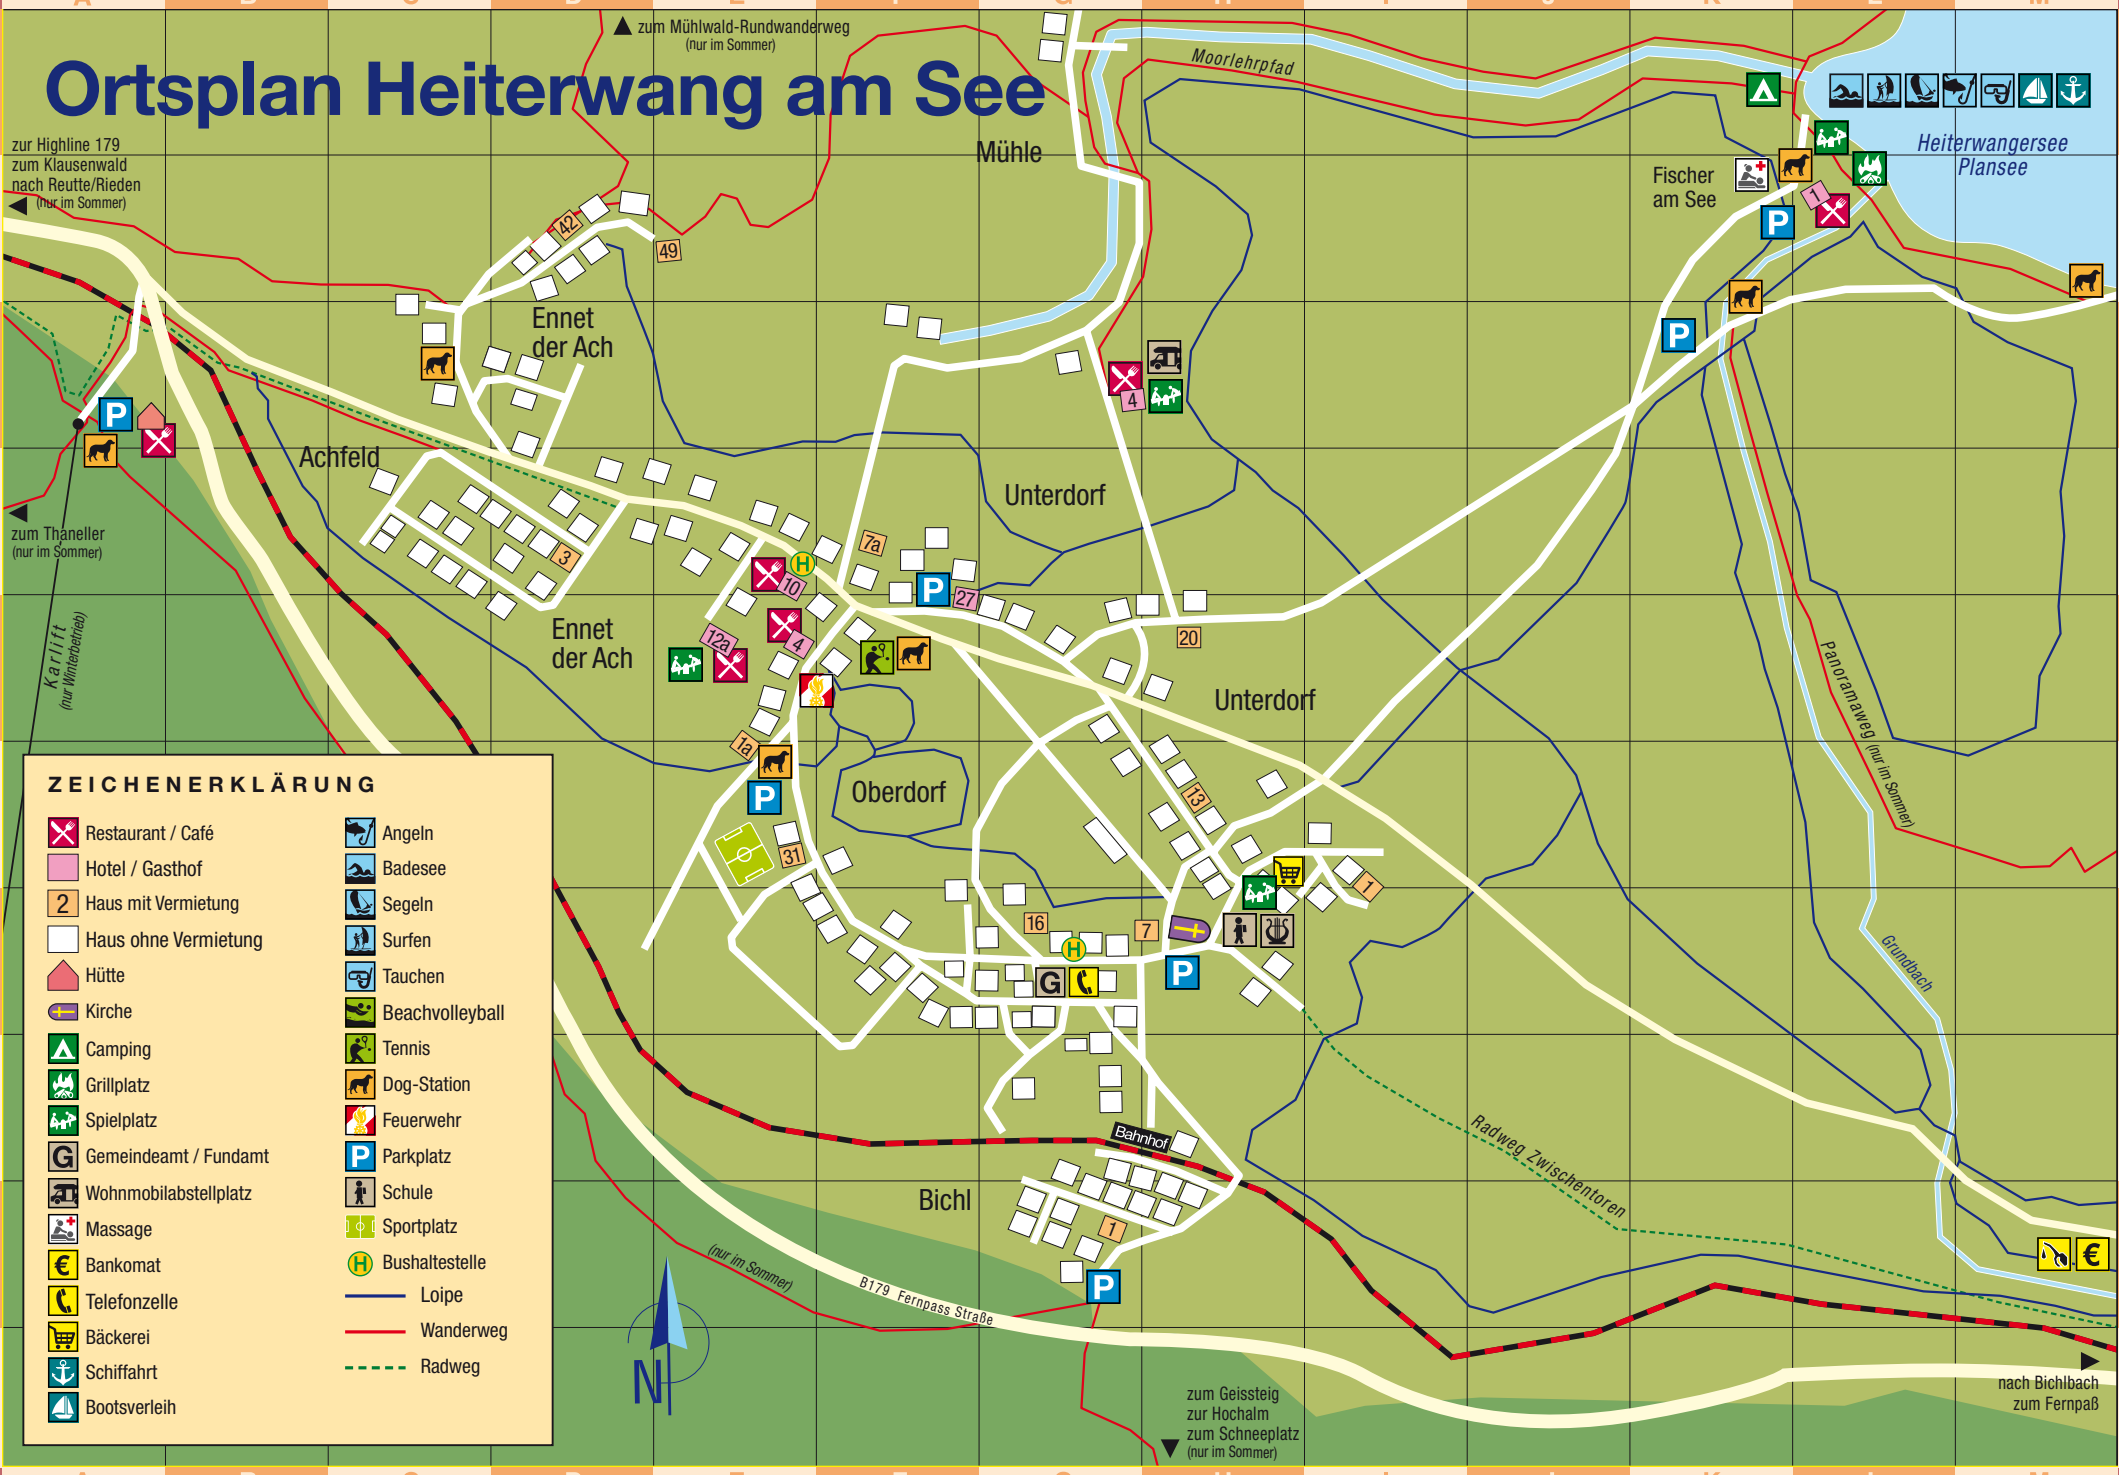 Ortsplan Heiterwang am See
zum Mühlwald-Rundwanderweg
(nur im Sommer)
Moorlehrpfad
zur Highline 179
zum Klausenwald
nach Reutte/Rieden
(nur im Sommer)
Mühle
Heiterwangersee
Plansee
Fischer
am See
1
P
42
49
P
Ennet
der Ach
4
P
Achfeld
Unterdorf
zum Thaneller
(nur im Sommer)
3
7a
H
10
P
27
Karlift
(nur Winterbetrieb)
Ennet
der Ach
12a
4
20
Panoramaweg (nur im Sommer)
Unterdorf
1a
P
Oberdorf
13
31
1
16
7
H
G
P
Grundbach
Bahnhof
Radweg Zwischentoren
Bichl
1
P
€
(nur im Sommer)
B179 Fernpass Straße
N
zum Geissteig
zur Hochalm
zum Schneeplatz
(nur im Sommer)
nach Bichlbach
zum Fernpaß
ZEICHENERKLÄRUNG
Restaurant / Café
Hotel / Gasthof
2 Haus mit Vermietung
Haus ohne Vermietung
Hütte
Kirche
Camping
Grillplatz
Spielplatz
G Gemeindeamt / Fundamt
Wohnmobilabstellplatz
Massage
€ Bankomat
Telefonzelle
Bäckerei
Schiffahrt
Bootsverleih
Angeln
Badesee
Segeln
Surfen
Tauchen
Beachvolleyball
Tennis
Dog-Station
Feuerwehr
P Parkplatz
Schule
Sportplatz
H Bushaltestelle
Loipe
Wanderweg
Radweg